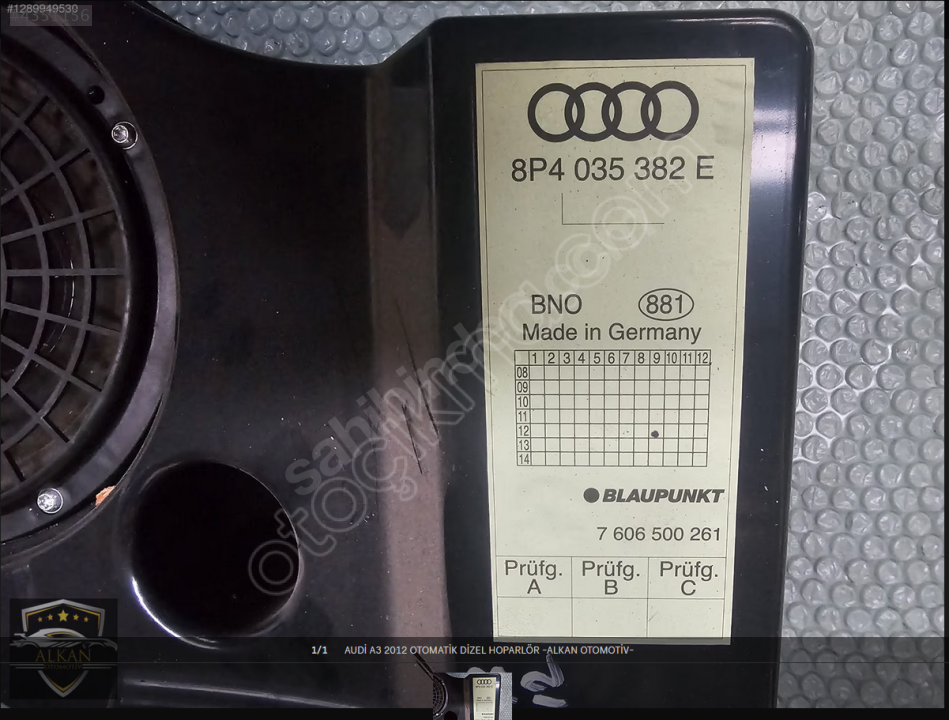 #1289949530
8P4 035 382 E
BNO 881
Made in Germany
1 2 3 4 5 6 7 8 9 10 11 12
08
09
10
11
12
13
14
BLAUPUNKT
7 606 500 261
Prüfg. Prüfg. Prüfg.
A B C
sahibinden.com
ALKAN
1/1 AUDİ A3 2012 OTOMATİK DİZEL HOPARLÖR -ALKAN OTOMOTİV-